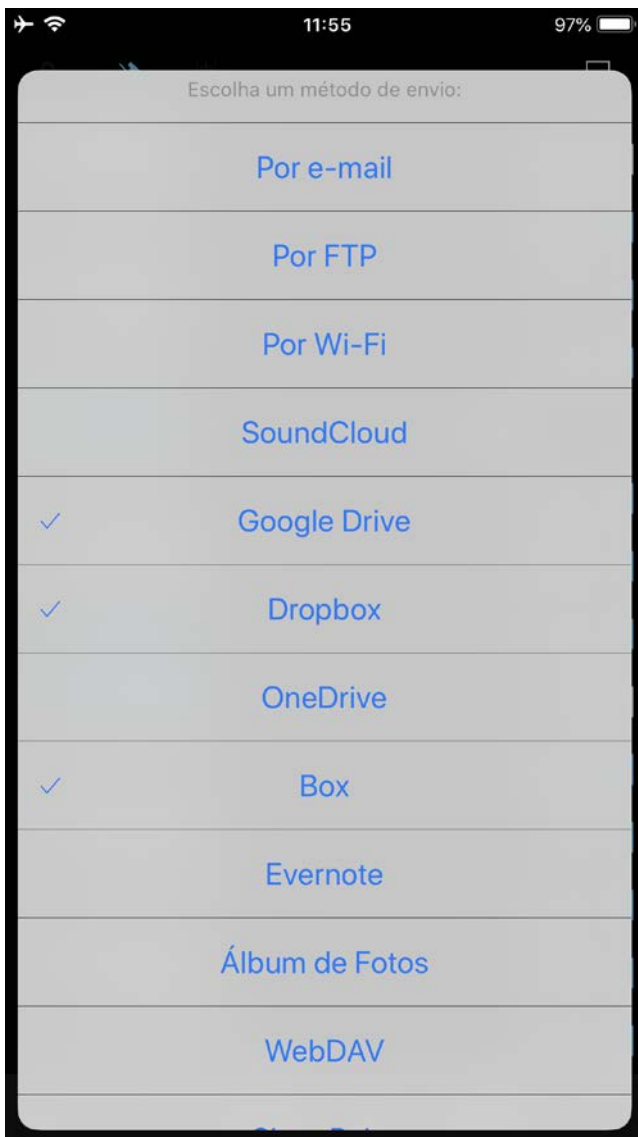 11:55
97%
Escolha um método de envio:
Por e-mail
Por FTP
Por Wi-Fi
SoundCloud
Google Drive
Dropbox
OneDrive
Box
Evernote
Álbum de Fotos
WebDAV